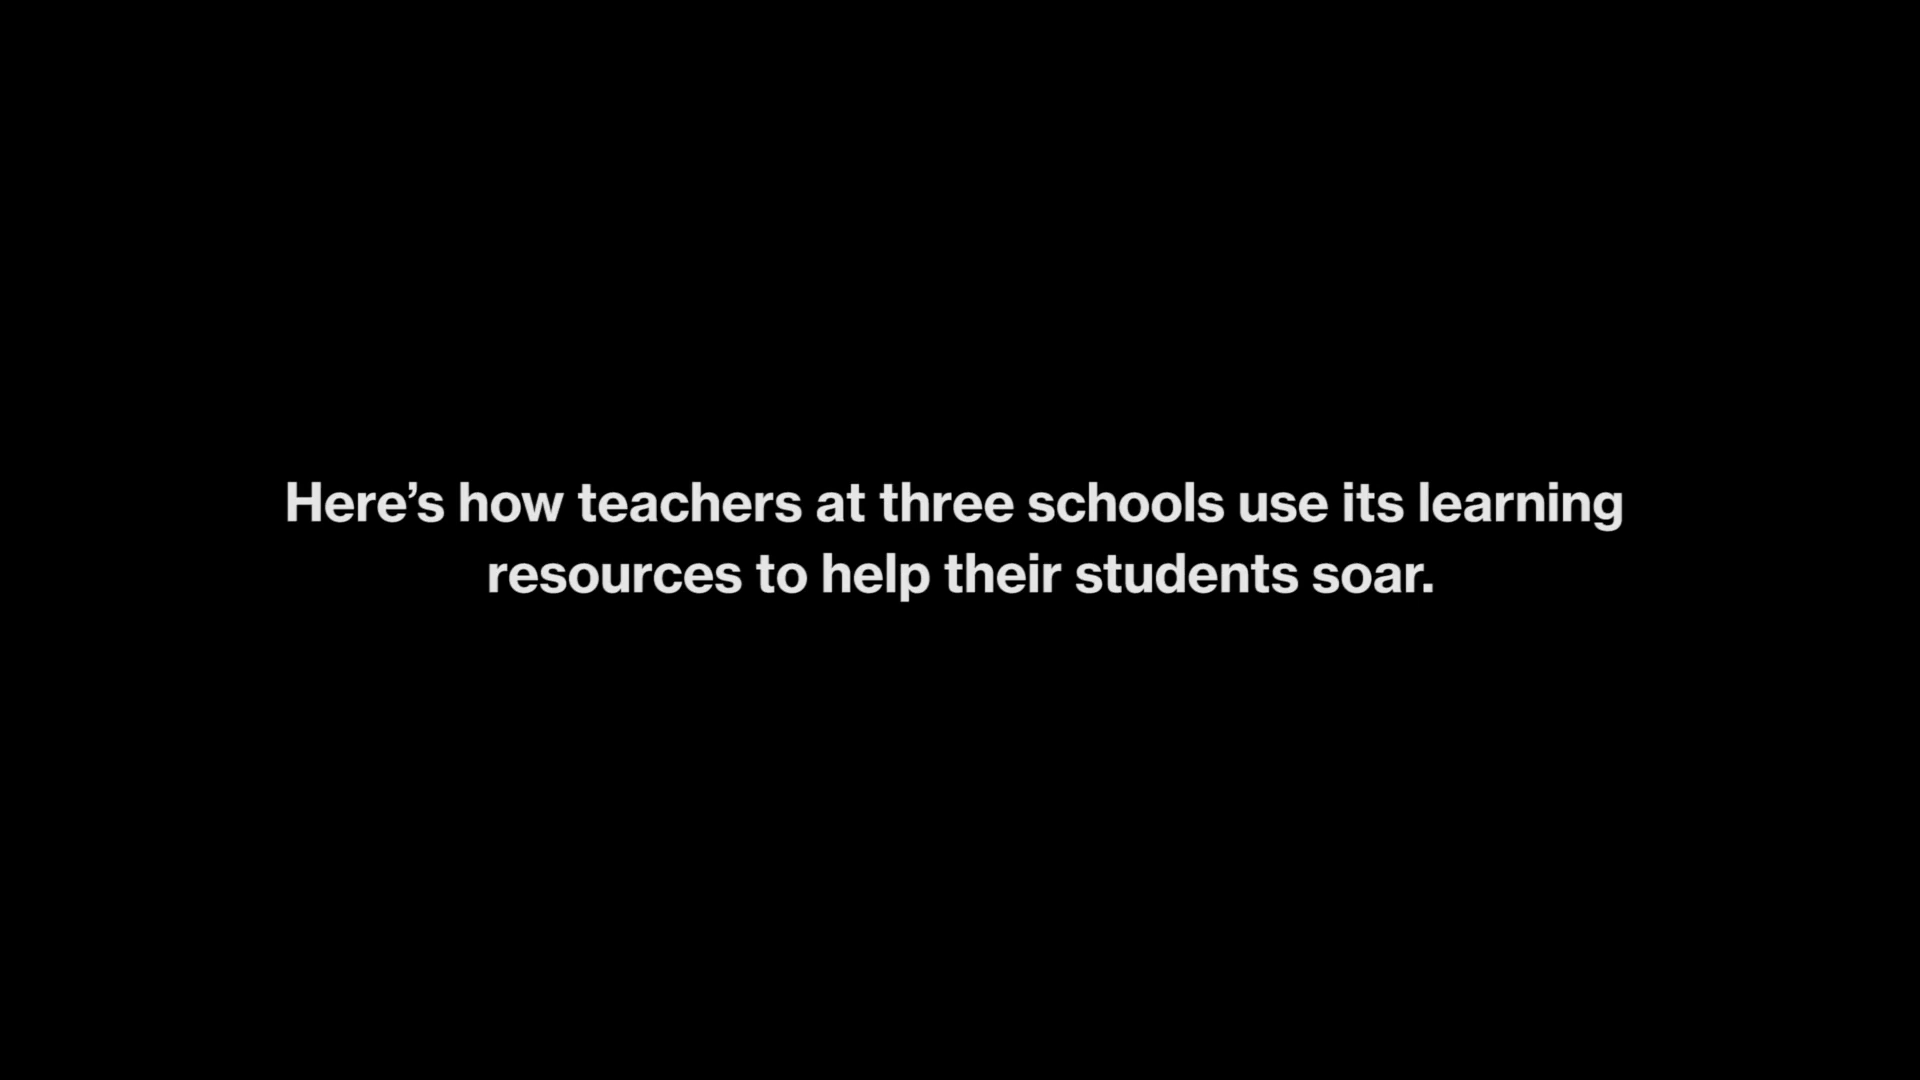 Here’s how teachers at three schools use its learning
resources to help their students soar.